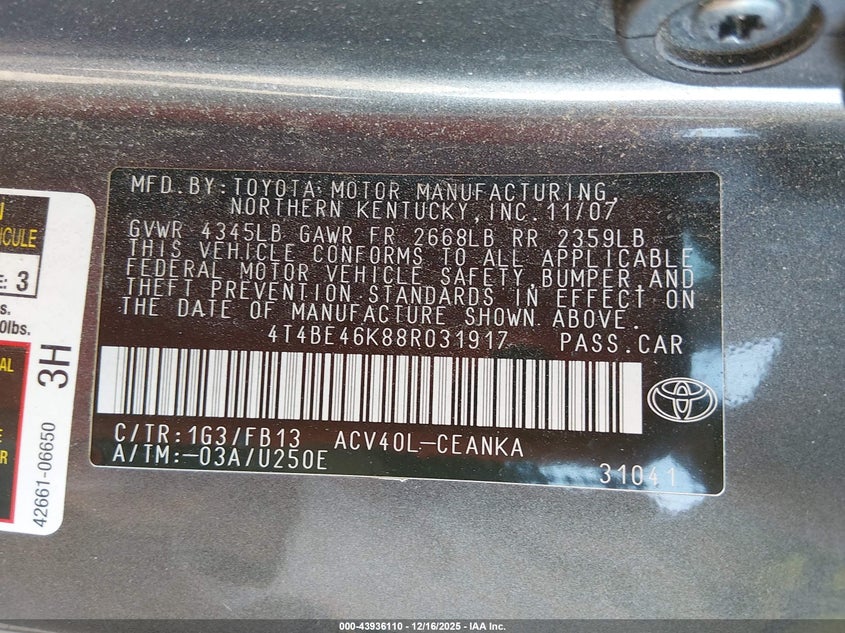 MFD. BY: TOYOTA MOTOR MANUFACTURING,
NORTHERN KENTUCKY, INC. 11/07
GVWR 4345LB GAWR FR 2668LB RR 2359LB
THIS VEHICLE CONFORMS TO ALL APPLICABLE
FEDERAL MOTOR VEHICLE SAFETY, BUMPER, AND
THEFT PREVENTION STANDARDS IN EFFECT ON
THE DATE OF MANUFACTURE SHOWN ABOVE.
4T4BE46K88R031917 PASS. CAR
C/TR: 1G3/FB13 ACV40L-CEANKA
A/TM: -03A/U250E
31041
3
3H
42661-06650
000-43936110 - 12/16/2025 - IAA Inc.